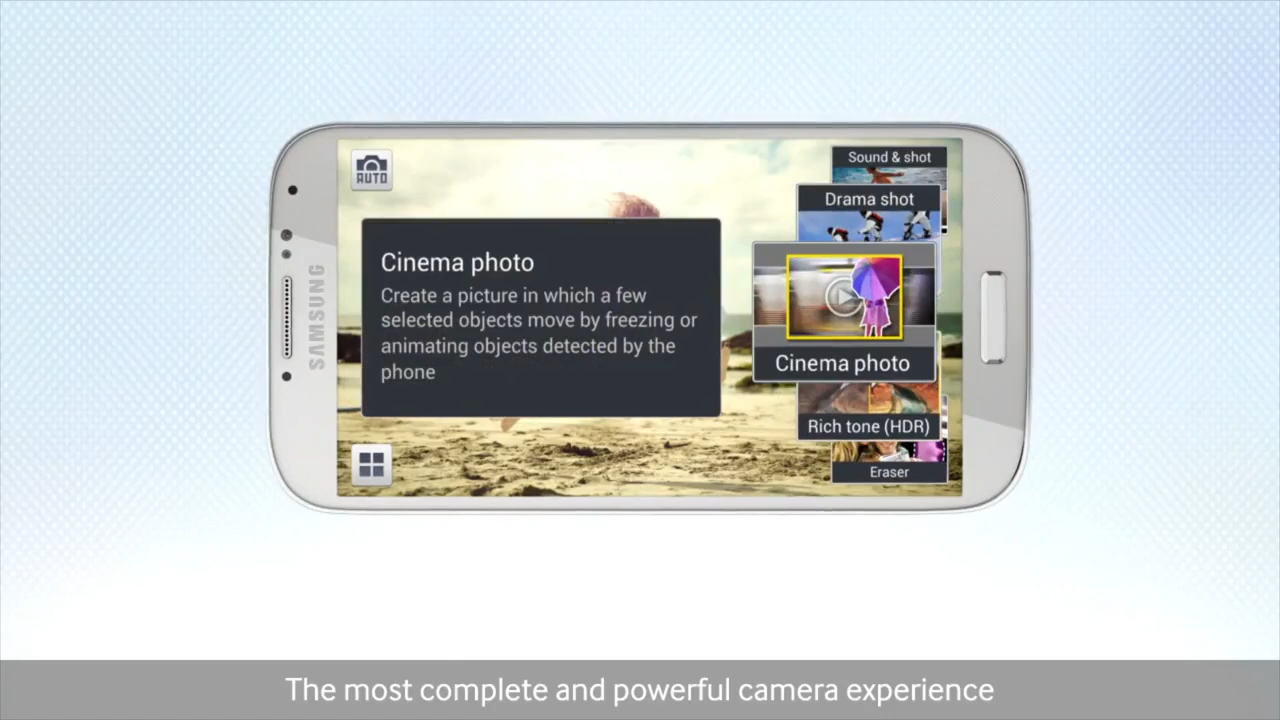 AUTO
SAMSUNG
Cinema photo
Create a picture in which a few
selected objects move by freezing or
animating objects detected by the
phone
Sound & shot
Drama shot
Cinema photo
Rich tone (HDR)
Eraser
The most complete and powerful camera experience